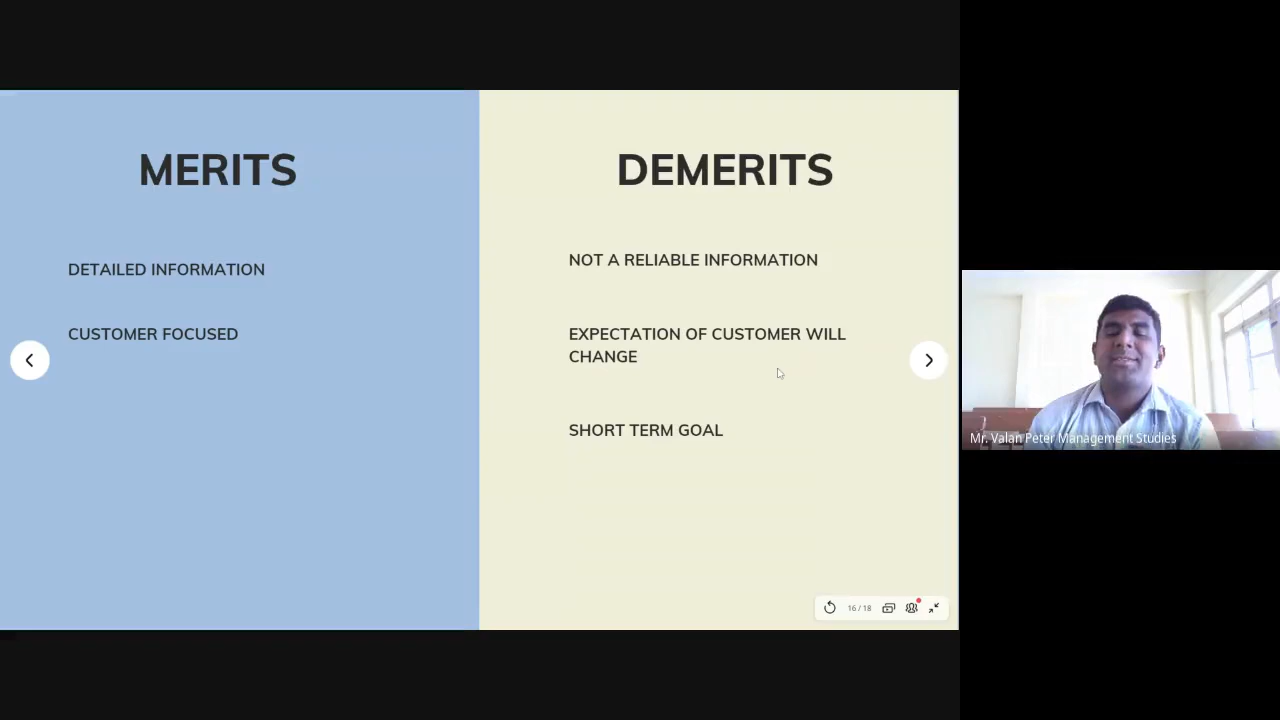 MERITS
DETAILED INFORMATION
CUSTOMER FOCUSED
DEMERITS
NOT A RELIABLE INFORMATION
EXPECTATION OF CUSTOMER WILL
CHANGE
SHORT TERM GOAL
16 / 18
Mr. Valan Peter Management Studies